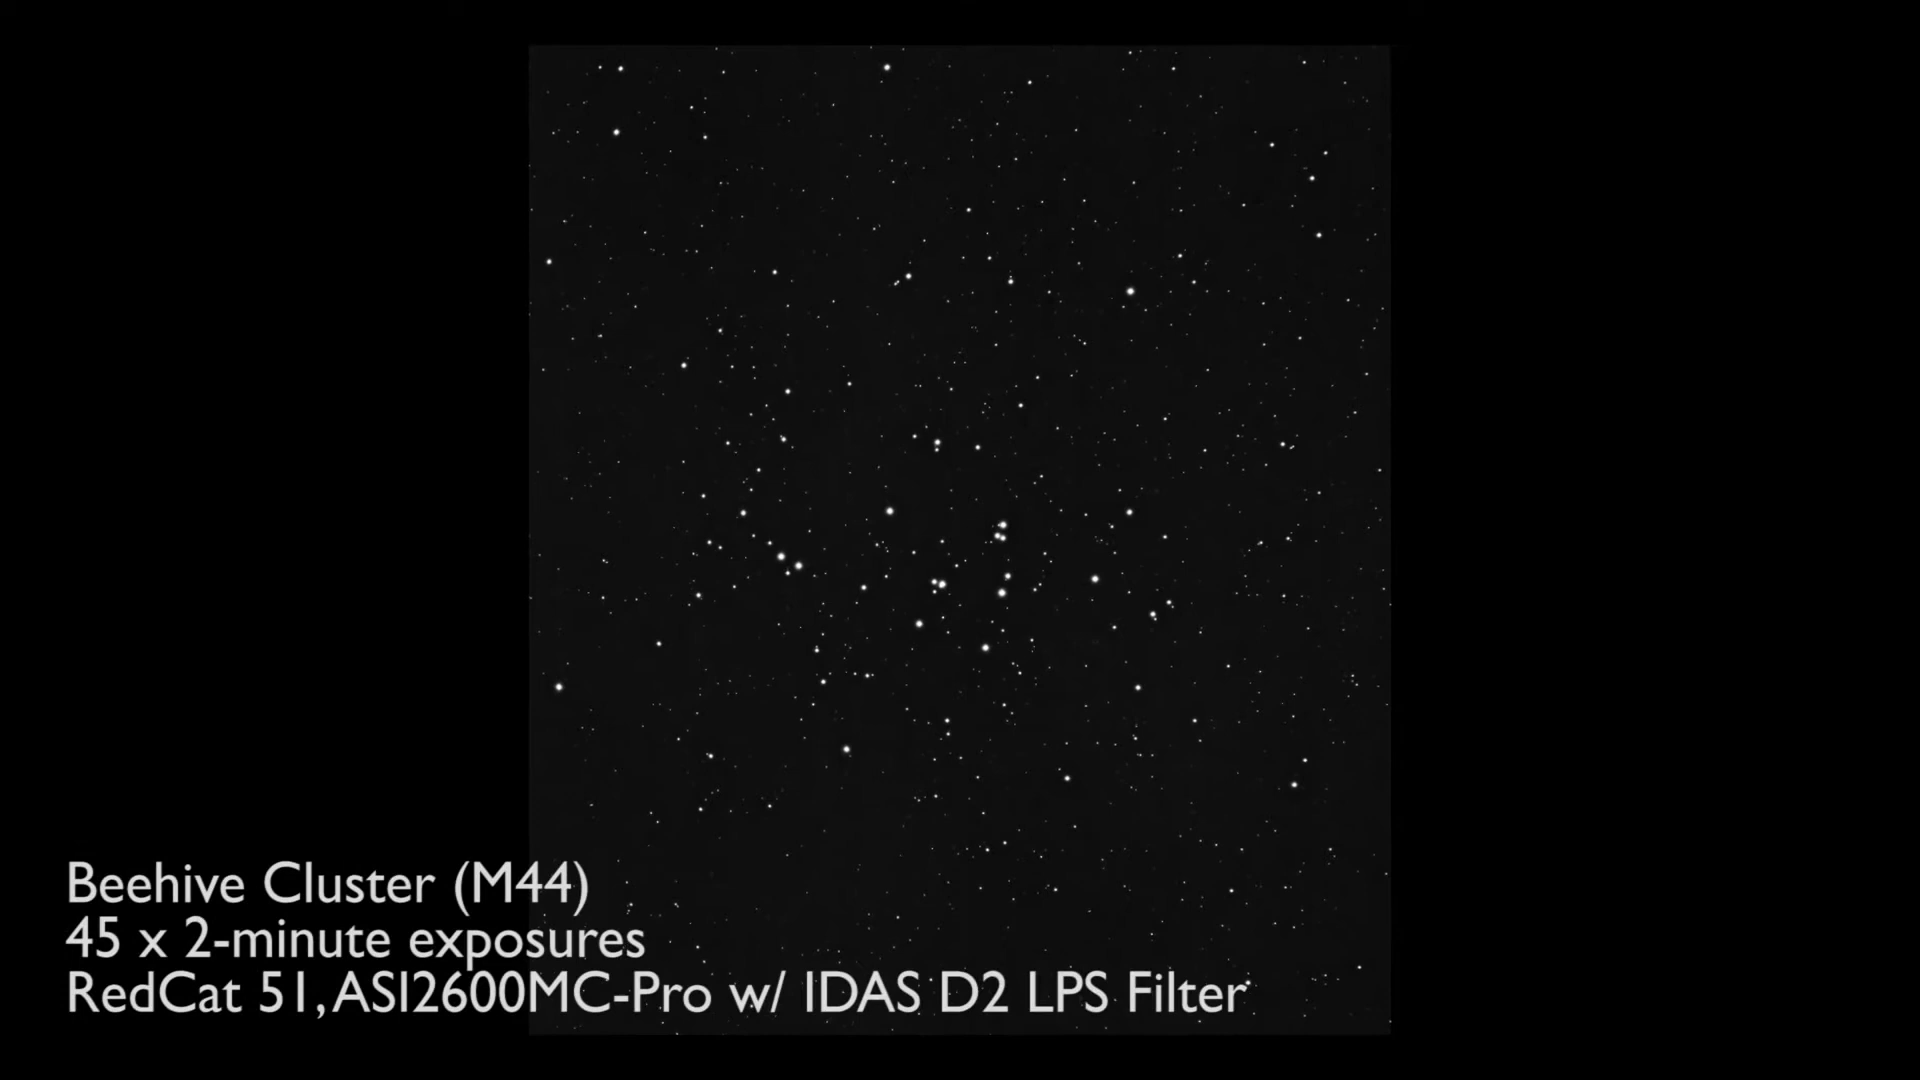 Beehive Cluster (M44)
45 x 2-minute exposures
RedCat 51, ASI2600MC-Pro w/ IDAS D2 LPS Filter